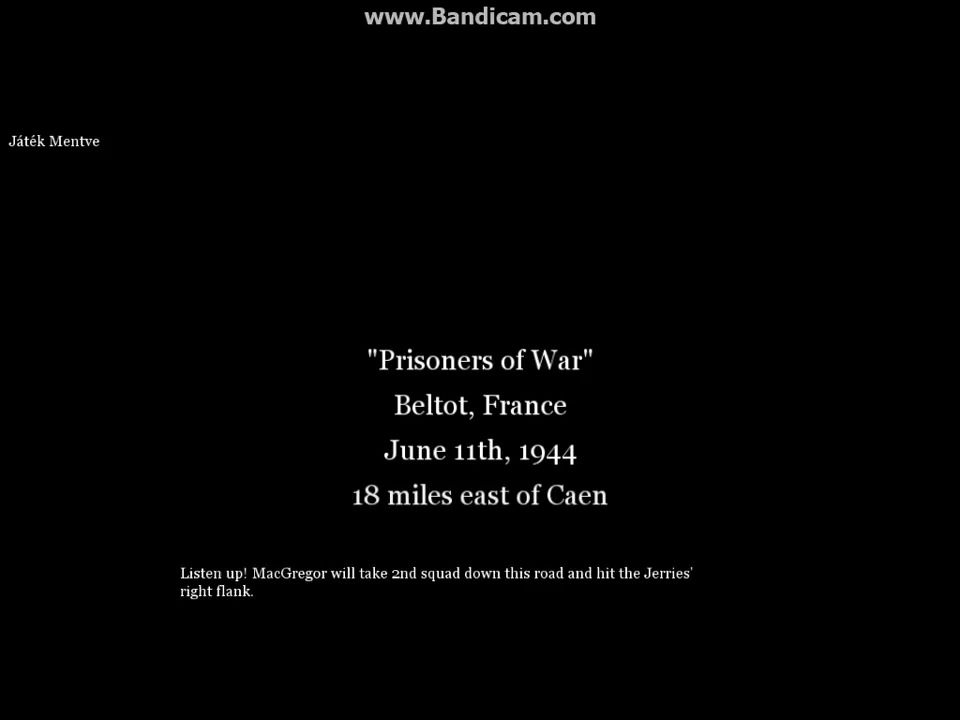 www.Bandicam.com
Játék Mentve
"Prisoners of War"
Beltot, France
June 11th, 1944
18 miles east of Caen
Listen up! MacGregor will take 2nd squad down this road and hit the Jerries'
right flank.